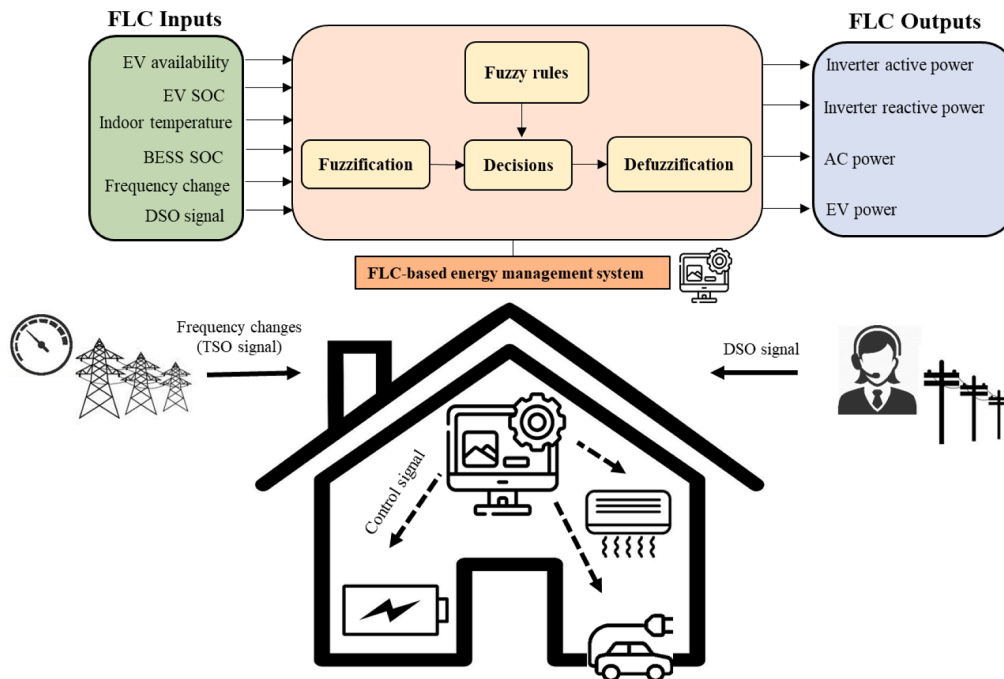 FLC Inputs
EV availability
EV SOC
Indoor temperature
BESS SOC
Frequency change
DSO signal
Fuzzy rules
Fuzzification
Decisions
Defuzzification
FLC Outputs
Inverter active power
Inverter reactive power
AC power
EV power
FLC-based energy management system
Frequency changes
(TSO signal)
DSO signal
Control signal